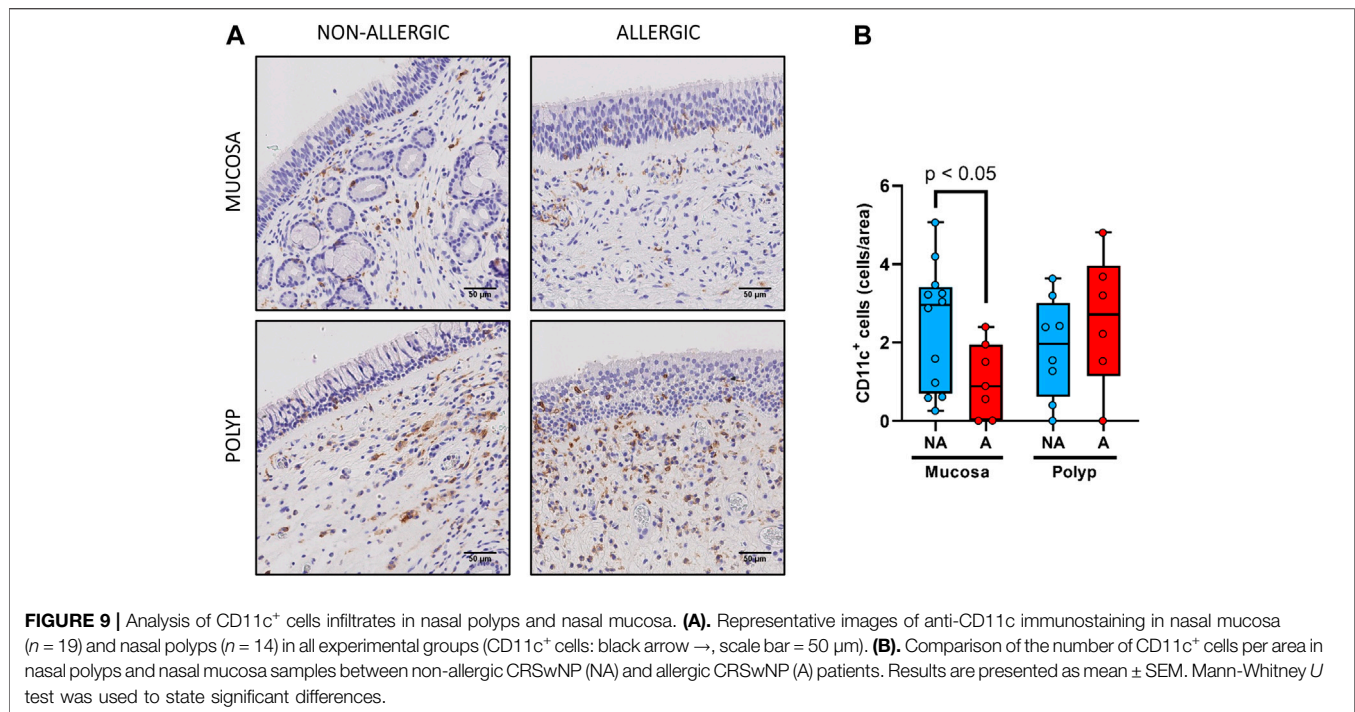 A
NON-ALLERGIC
ALLERGIC
MUCOSA
50 µm
50 µm
POLYP
50 µm
50 µm
B
p < 0.05
CD11c+ cells (cells/area)
6
4
2
0
NA
A
NA
A
Mucosa
Polyp
FIGURE 9 | Analysis of CD11c+ cells infiltrates in nasal polyps and nasal mucosa. (A). Representative images of anti-CD11c immunostaining in nasal mucosa
(n = 19) and nasal polyps (n = 14) in all experimental groups (CD11c+ cells: black arrow →, scale bar = 50 µm). (B). Comparison of the number of CD11c+ cells per area in
nasal polyps and nasal mucosa samples between non-allergic CRSwNP (NA) and allergic CRSwNP (A) patients. Results are presented as mean ± SEM. Mann-Whitney U
test was used to state significant differences.